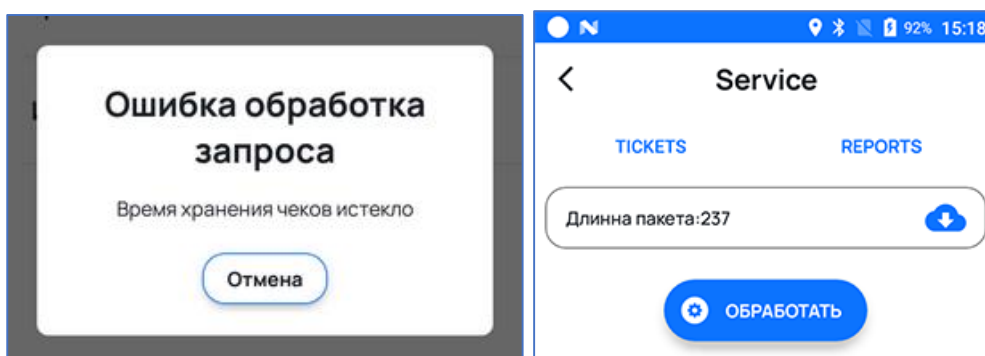 Ошибка обработка
запроса
Время хранения чеков истекло
Отмена
92% 15:18
Service
TICKETS REPORTS
Длинна пакета:237
ОБРАБОТАТЬ